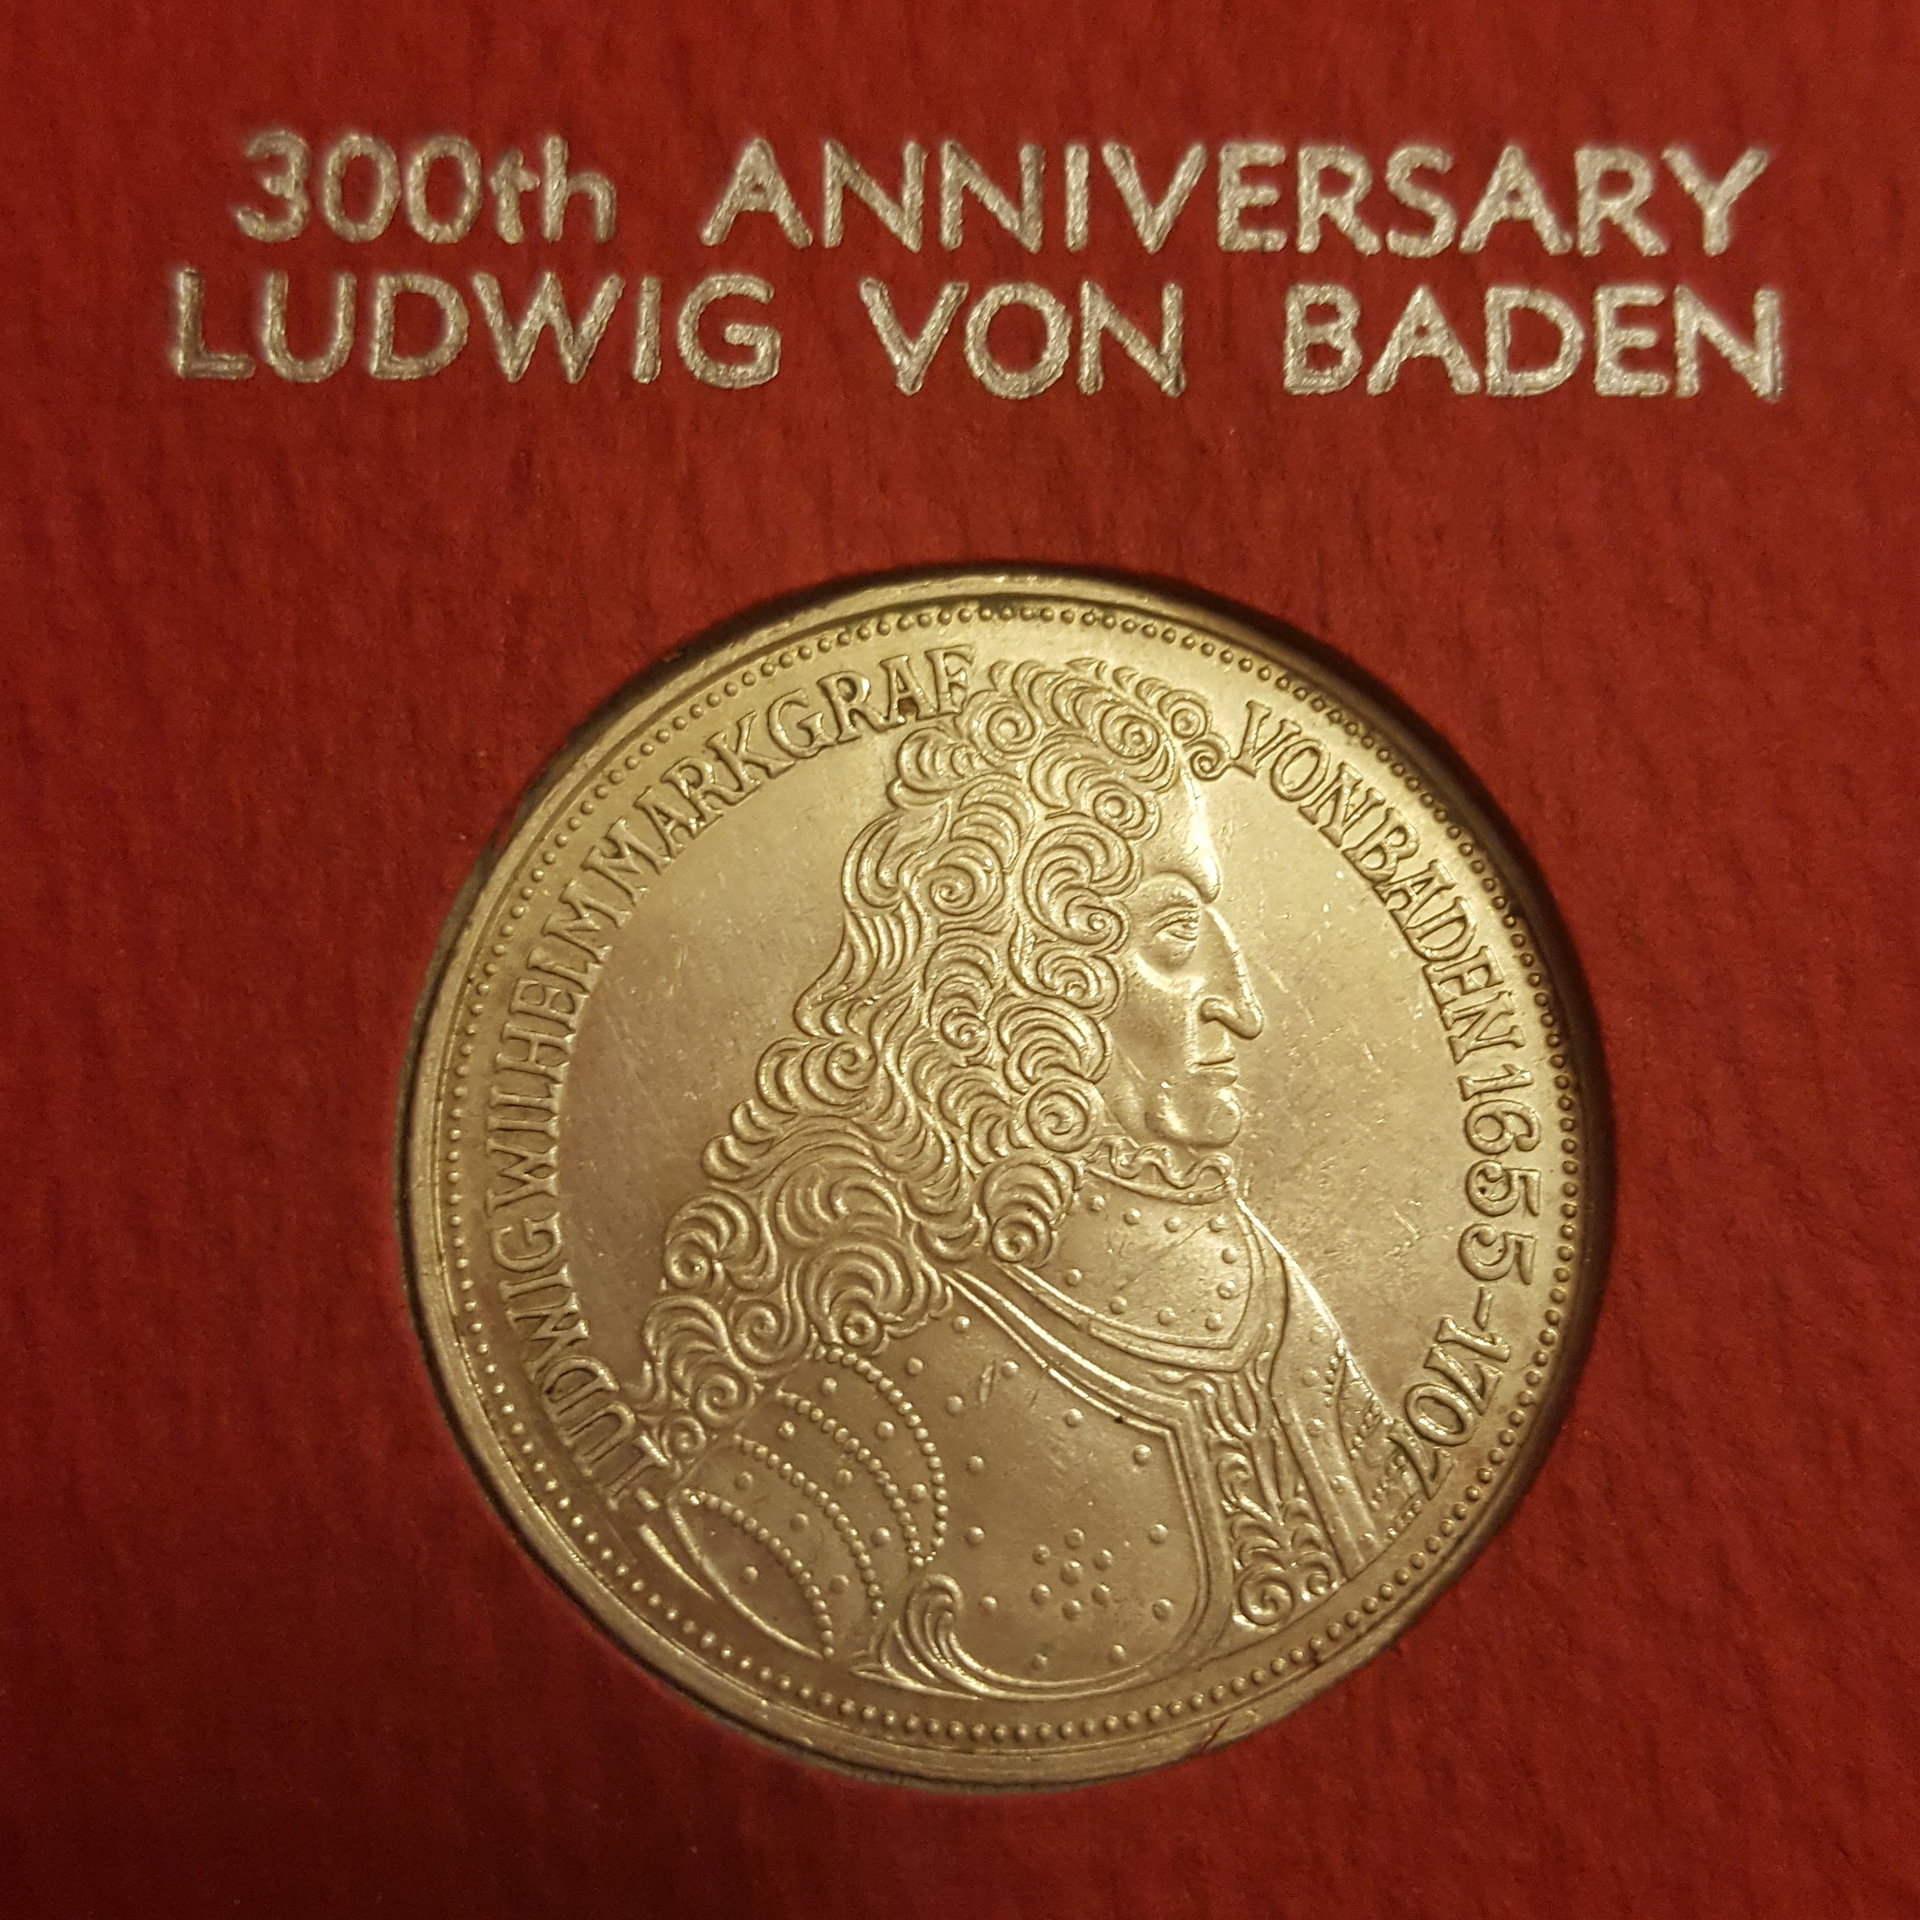 300th ANNIVERSARY
LUDWIG VON BADEN
LUDWIG WILHELM MARKGRAF VON BADEN 1655-1707